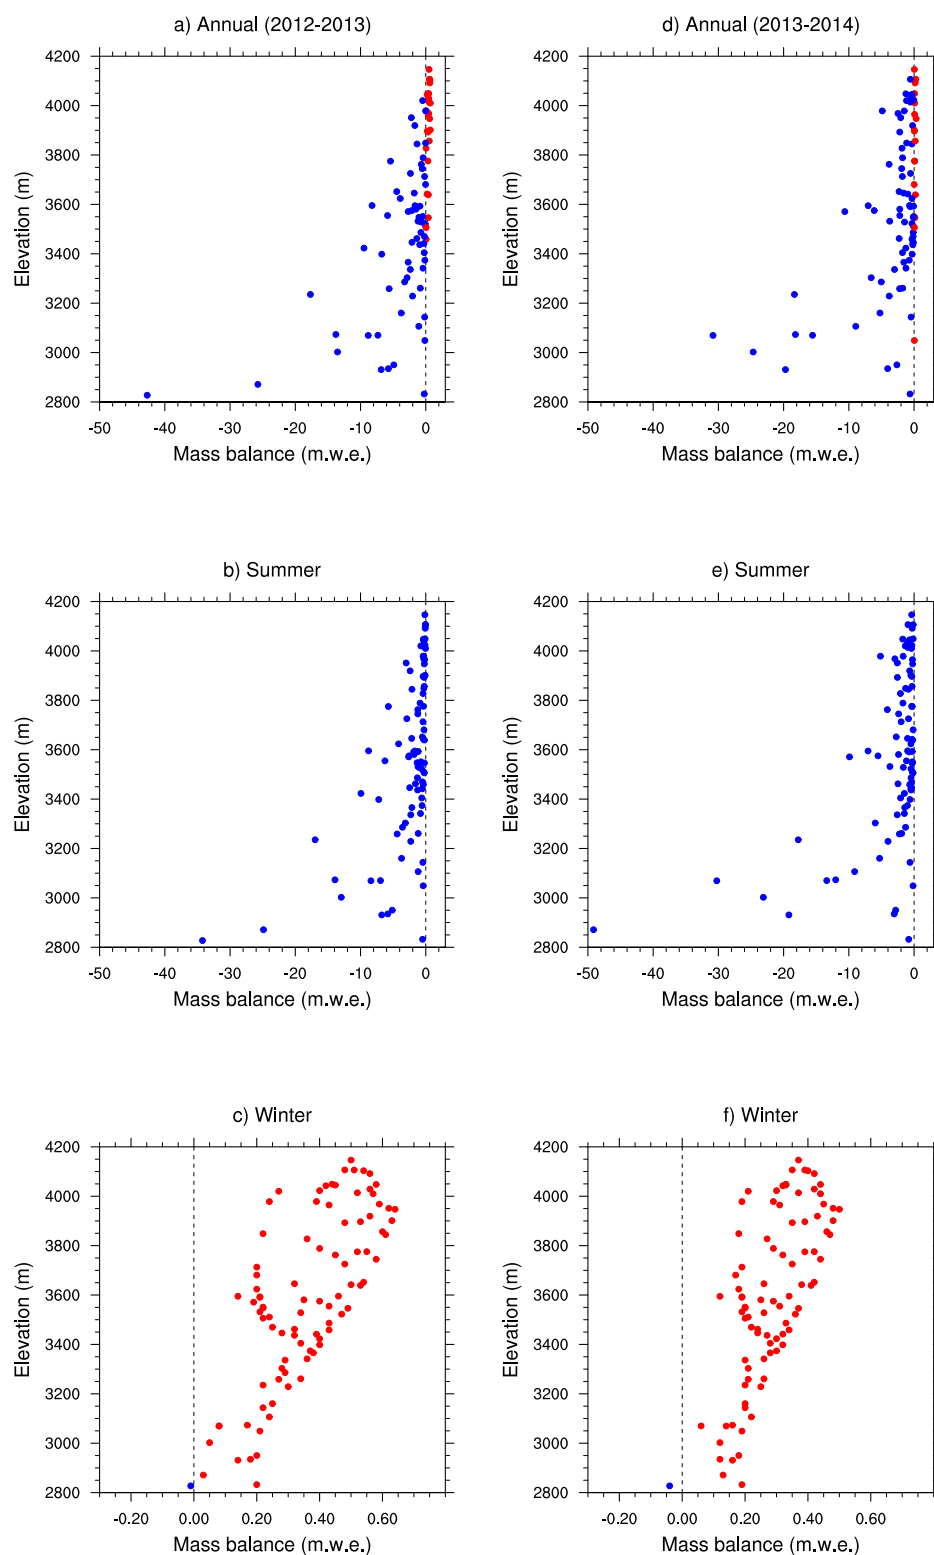 a) Annual (2012-2013)
Elevation (m)
4200
4000
3800
3600
3400
3200
3000
2800
-50 -40 -30 -20 -10 0
Mass balance (m.w.e.)
d) Annual (2013-2014)
Elevation (m)
4200
4000
3800
3600
3400
3200
3000
2800
-50 -40 -30 -20 -10 0
Mass balance (m.w.e.)
b) Summer
Elevation (m)
4200
4000
3800
3600
3400
3200
3000
2800
-50 -40 -30 -20 -10 0
Mass balance (m.w.e.)
e) Summer
Elevation (m)
4200
4000
3800
3600
3400
3200
3000
2800
-50 -40 -30 -20 -10 0
Mass balance (m.w.e.)
c) Winter
Elevation (m)
4200
4000
3800
3600
3400
3200
3000
2800
-0.20 0.00 0.20 0.40 0.60
Mass balance (m.w.e.)
f) Winter
Elevation (m)
4200
4000
3800
3600
3400
3200
3000
2800
-0.20 0.00 0.20 0.40 0.60
Mass balance (m.w.e.)